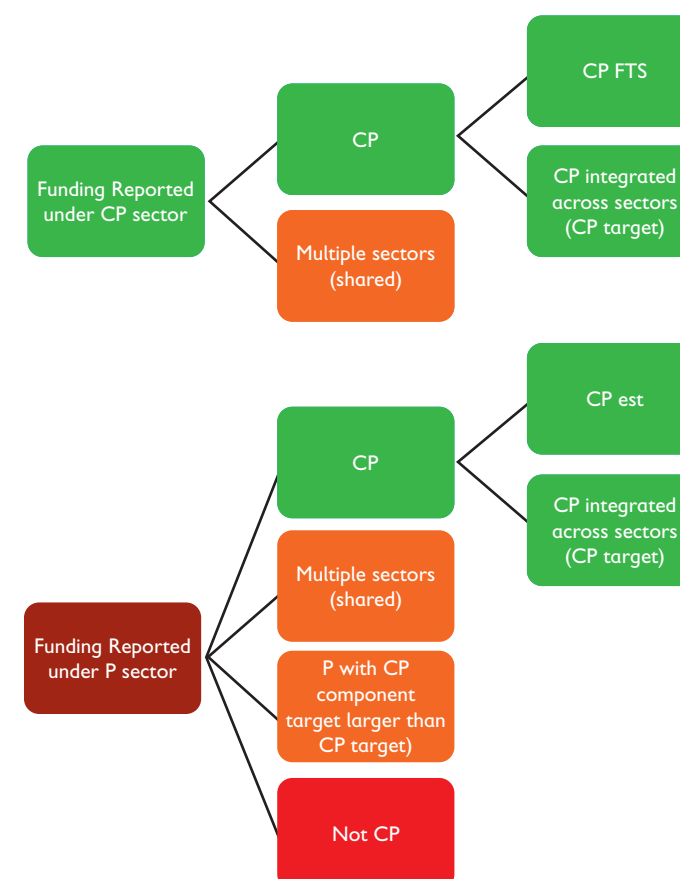 CP FTS
CP
Funding Reported
under CP sector
CP integrated
across sectors
(CP target)
Multiple sectors
(shared)
CP est
CP
CP integrated
across sectors
(CP target)
Multiple sectors
(shared)
Funding Reported
under P sector
P with CP
component
target larger than
CP target)
Not CP